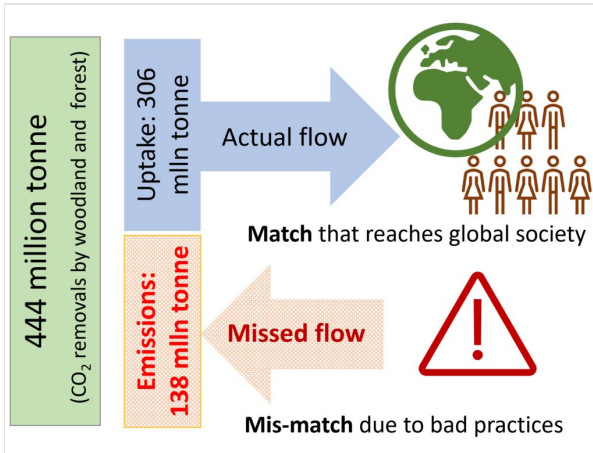 444 million tonne
(CO₂ removals by woodland and forest)
Uptake: 306
mlln tonne
Actual flow
Match that reaches global society
Emissions:
138 mlln tonne
Missed flow
Mis-match due to bad practices